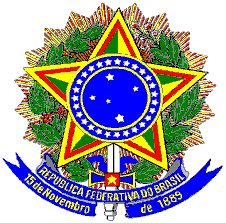 REPÚBLICA FEDERATIVA DO BRASIL
15 de Novembro de 1889